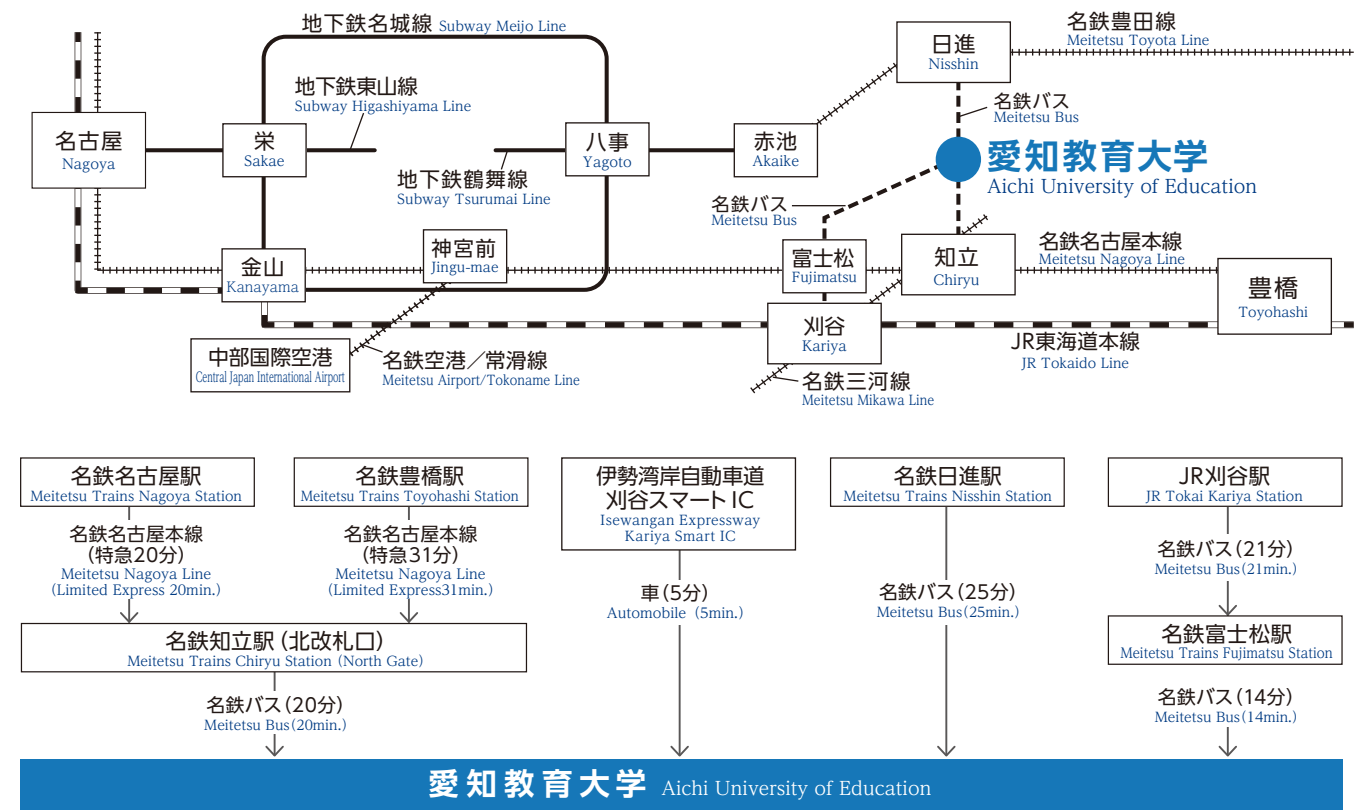 地下鉄名城線 Subway Meijo Line
名鉄豊田線
Meitetsu Toyota Line
日進
Nisshin
地下鉄東山線
Subway Higashiyama Line
名鉄バス
Meitetsu Bus
名古屋
Nagoya
栄
Sakae
八事
Yagoto
赤池
Akaike
愛知教育大学
Aichi University of Education
地下鉄鶴舞線
Subway Tsurumai Line
名鉄バス
Meitetsu Bus
神宮前
Jingu-mae
金山
Kanayama
富士松
Fujimatsu
知立
Chiryu
名鉄名古屋本線
Meitetsu Nagoya Line
豊橋
Toyohashi
刈谷
Kariya
JR東海道本線
JR Tokaido Line
中部国際空港
Central Japan International Airport
名鉄空港／常滑線
Meitetsu Airport/Tokoname Line
名鉄三河線
Meitetsu Mikawa Line
名鉄名古屋駅
Meitetsu Trains Nagoya Station
名鉄名古屋本線
(特急20分)
Meitetsu Nagoya Line
(Limited Express 20min.)
名鉄豊橋駅
Meitetsu Trains Toyohashi Station
名鉄名古屋本線
(特急31分)
Meitetsu Nagoya Line
(Limited Express31min.)
名鉄知立駅（北改札口）
Meitetsu Trains Chiryu Station (North Gate)
名鉄バス(20分)
Meitetsu Bus(20min.)
伊勢湾岸自動車道
刈谷スマートIC
Isewangan Expressway
Kariya Smart IC
車(5分)
Automobile (5min.)
名鉄日進駅
Meitetsu Trains Nisshin Station
名鉄バス(25分)
Meitetsu Bus(25min.)
JR刈谷駅
JR Tokai Kariya Station
名鉄バス(21分)
Meitetsu Bus(21min.)
名鉄富士松駅
Meitetsu Trains Fujimatsu Station
名鉄バス(14分)
Meitetsu Bus(14min.)
愛知教育大学 Aichi University of Education